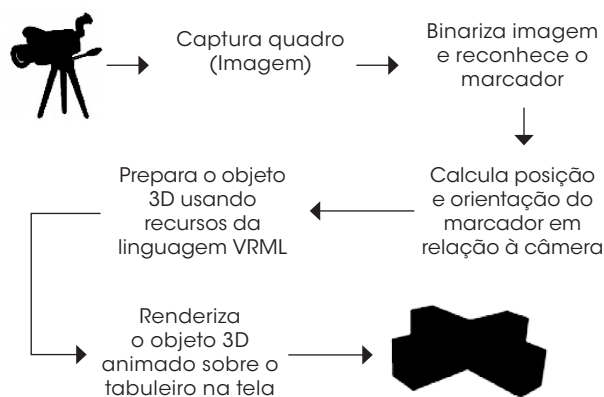 Captura quadro
(Imagem)
Binariza imagem
e reconhece o
marcador
Calcula posição
e orientação do
marcador em
relação à câmera
Prepara o objeto
3D usando
recursos da
linguagem VRML
Renderiza
o objeto 3D
animado sobre o
tabuleiro na tela